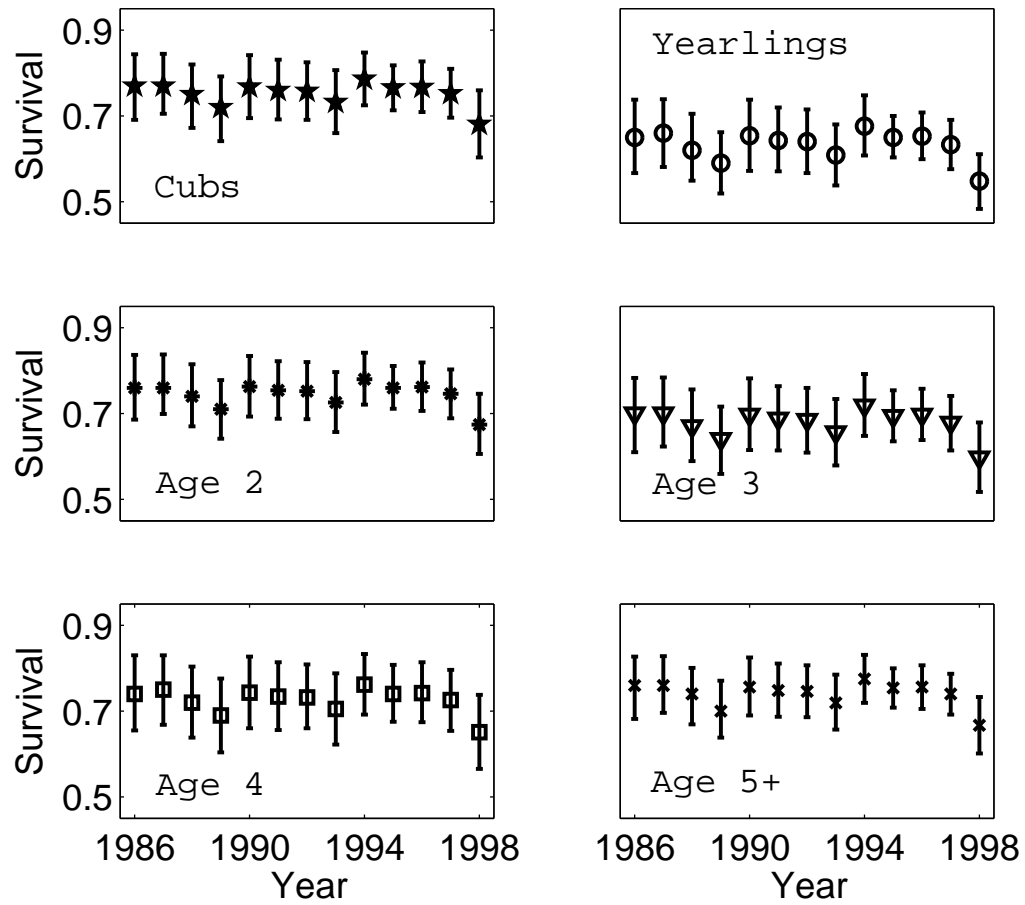 0.9
0.7
0.5
Survival
Cubs
Yearlings
0.9
0.7
0.5
Survival
Age 2
Age 3
0.9
0.7
0.5
Survival
Age 4
Age 5+
1986 1990 1994 1998
Year
1986 1990 1994 1998
Year